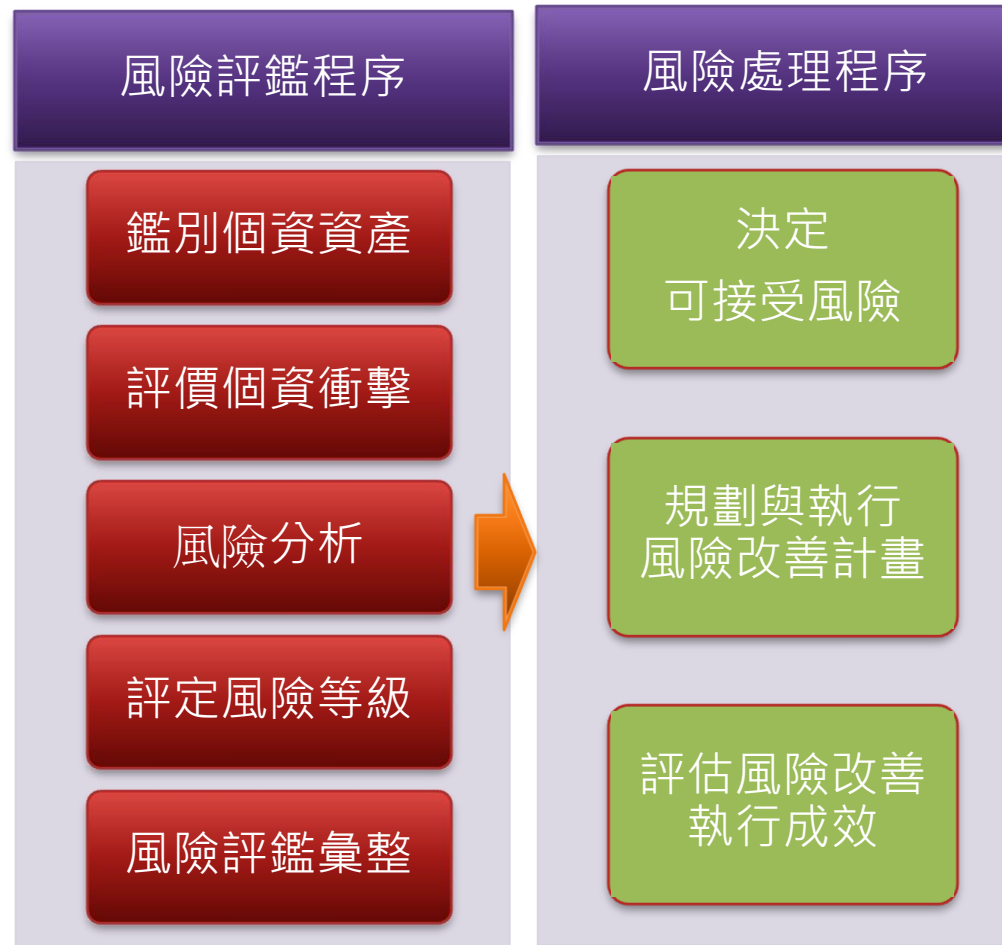 風險評鑑程序
鑑別個資資產
評價個資衝擊
風險分析
評定風險等級
風險評鑑彙整
風險處理程序
決定
可接受風險
規劃與執行
風險改善計畫
評估風險改善
執行成效